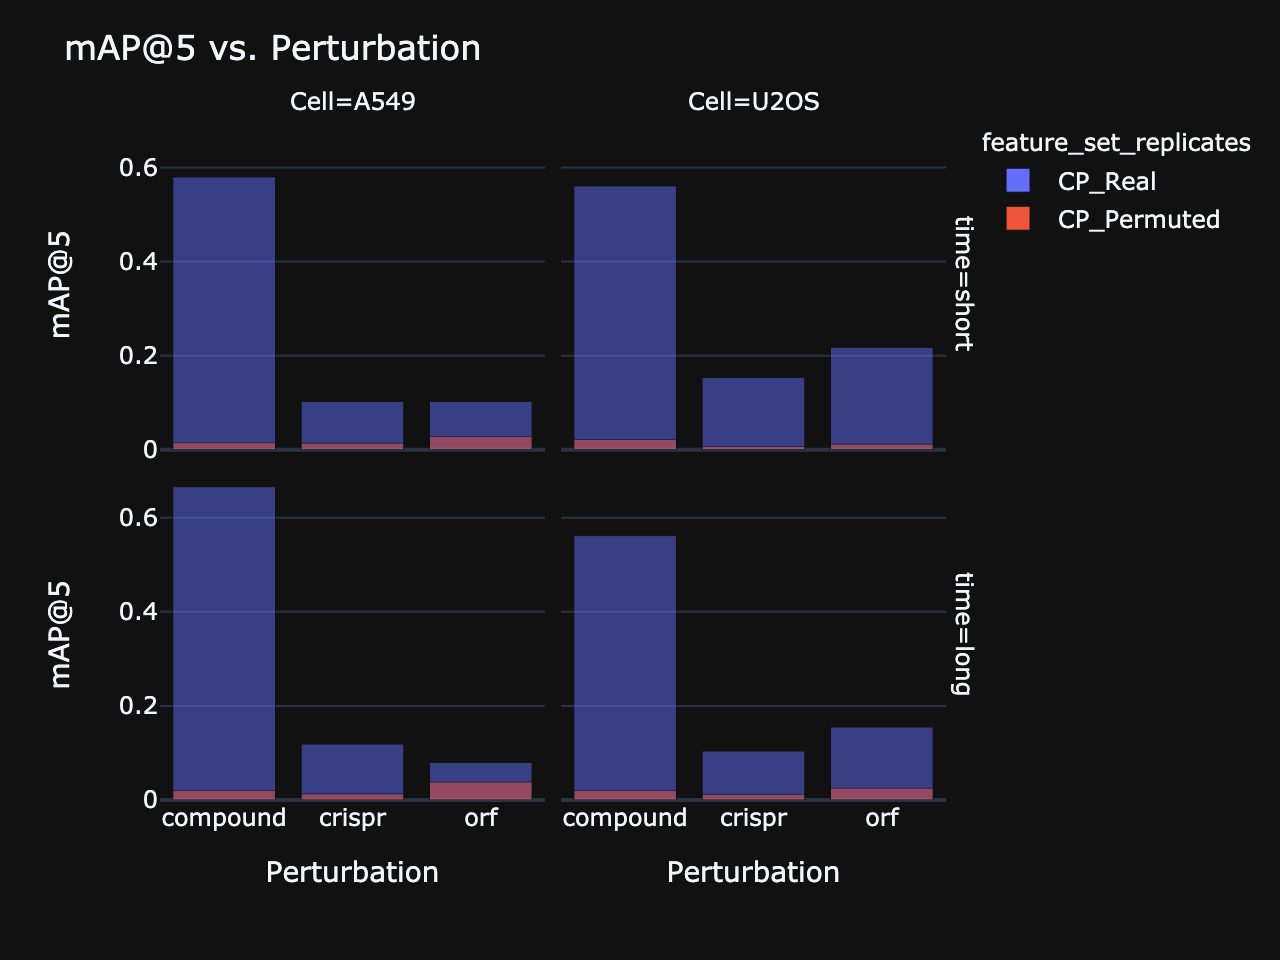 mAP@5 vs. Perturbation
Cell=A549
Cell=U2OS
feature_set_replicates
CP_Real
CP_Permuted
mAP@5
0.6
0.4
0.2
0
time=short
mAP@5
0.6
0.4
0.2
0
time=long
compound
crispr
orf
compound
crispr
orf
Perturbation
Perturbation